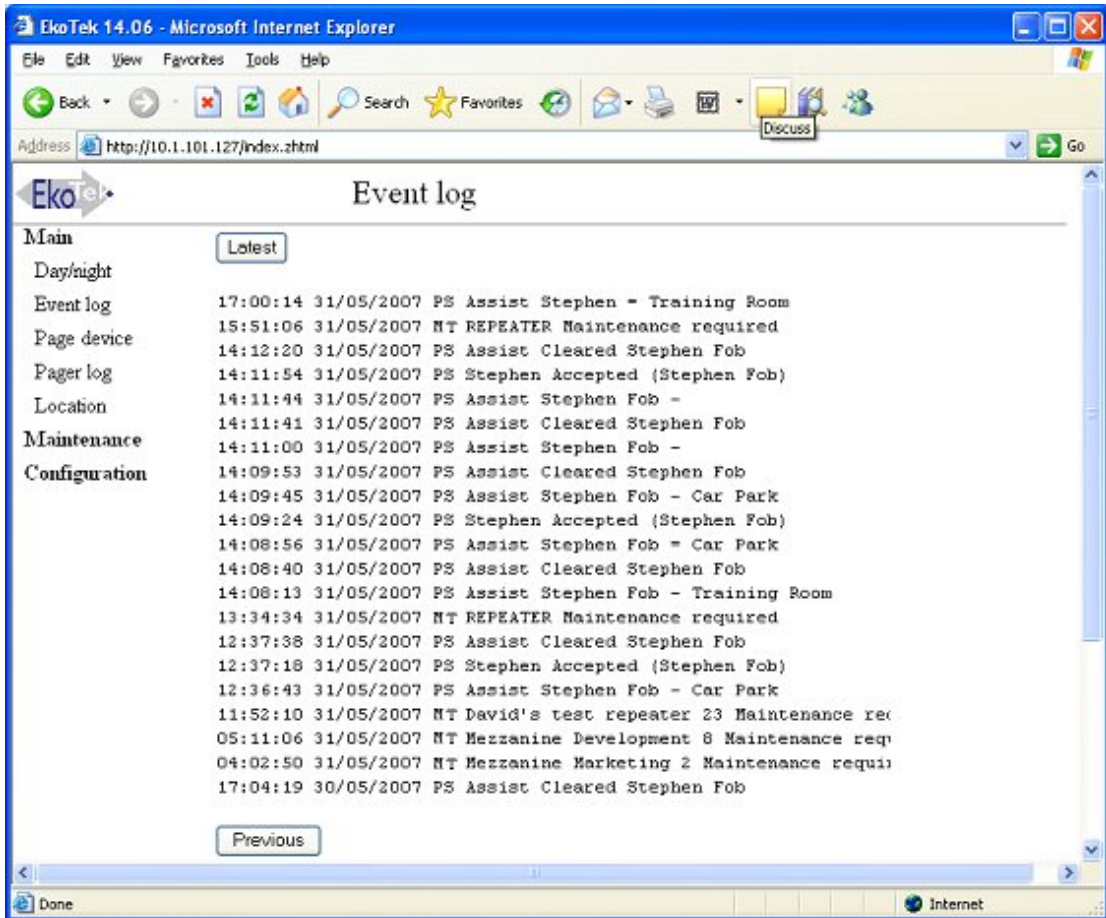 EkoTek 14.06 - Microsoft Internet Explorer
File Edit View Favorites Tools Help
Back Search Favorites
Discuss
Address http://10.1.101.127/index.zhtml Go
EkoTek Event log
Main
Day/night
Event log
Page device
Pager log
Location
Maintenance
Configuration
Latest
17:00:14 31/05/2007 PS Assist Stephen - Training Room
15:51:06 31/05/2007 MT REPEATER Maintenance required
14:12:20 31/05/2007 PS Assist Cleared Stephen Fob
14:11:54 31/05/2007 PS Stephen Accepted (Stephen Fob)
14:11:44 31/05/2007 PS Assist Stephen Fob -
14:11:41 31/05/2007 PS Assist Cleared Stephen Fob
14:11:00 31/05/2007 PS Assist Stephen Fob -
14:09:53 31/05/2007 PS Assist Cleared Stephen Fob
14:09:45 31/05/2007 PS Assist Stephen Fob - Car Park
14:09:24 31/05/2007 PS Stephen Accepted (Stephen Fob)
14:08:56 31/05/2007 PS Assist Stephen Fob - Car Park
14:08:40 31/05/2007 PS Assist Cleared Stephen Fob
14:08:13 31/05/2007 PS Assist Stephen Fob - Training Room
13:34:34 31/05/2007 MT REPEATER Maintenance required
12:37:38 31/05/2007 PS Assist Cleared Stephen Fob
12:37:18 31/05/2007 PS Stephen Accepted (Stephen Fob)
12:36:43 31/05/2007 PS Assist Stephen Fob - Car Park
11:52:10 31/05/2007 MT David's test repeater 23 Maintenance re
05:11:06 31/05/2007 MT Mezzanine Development 8 Maintenance req
04:02:50 31/05/2007 MT Mezzanine Marketing 2 Maintenance requi
17:04:19 30/05/2007 PS Assist Cleared Stephen Fob
Previous
Done Internet